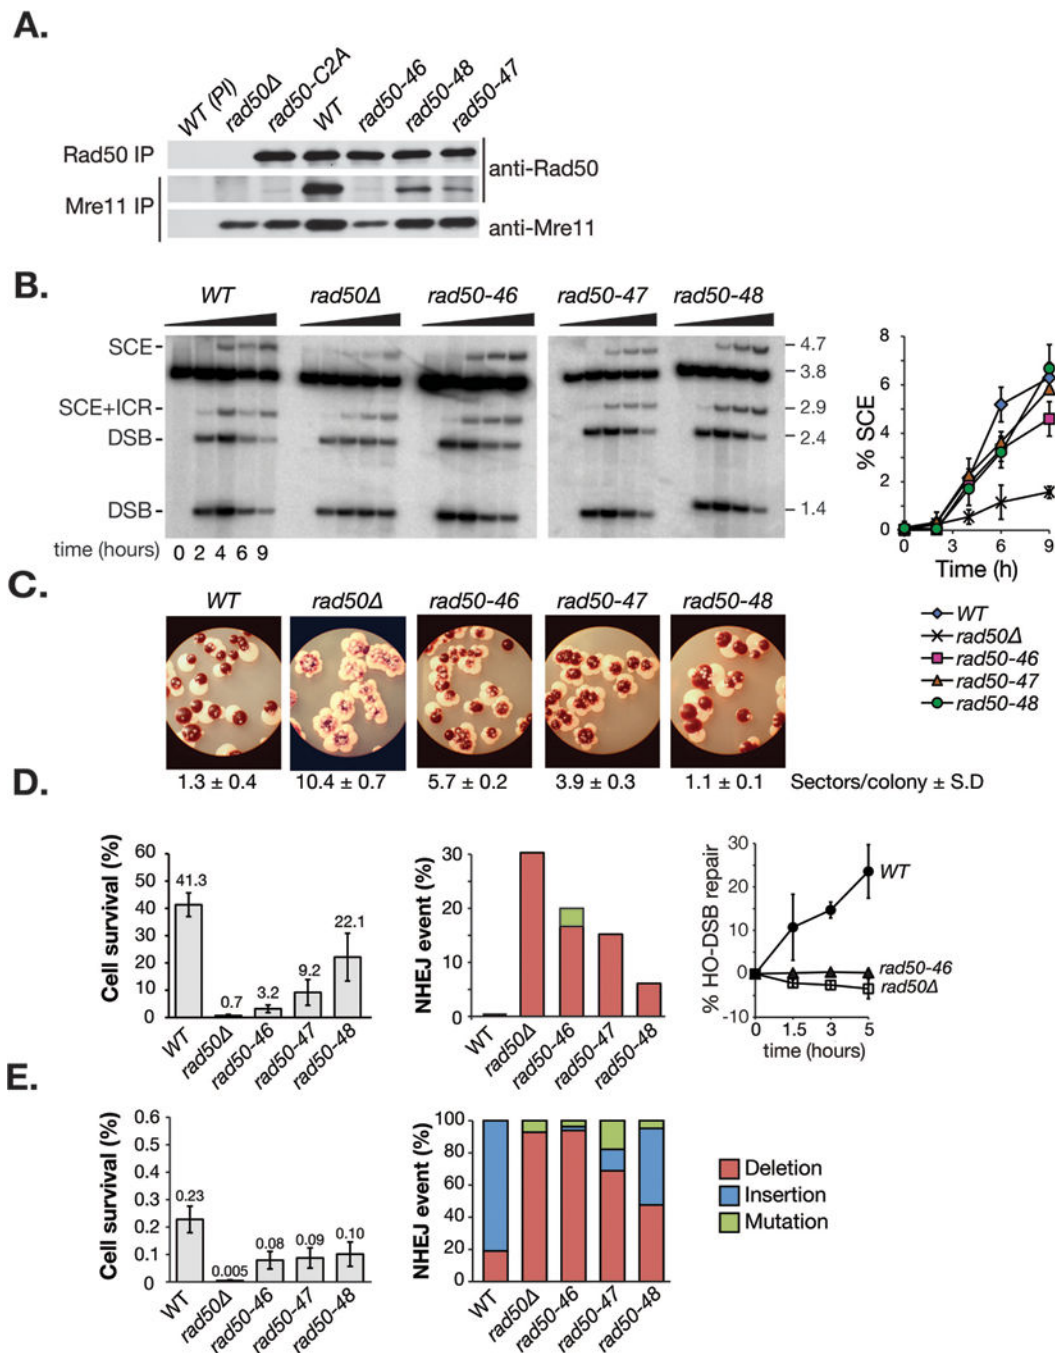 A.
WT (PI) rad50Δ rad50-C2A WT rad50-46 rad50-48 rad50-47
Rad50 IP
anti-Rad50
Mre11 IP
anti-Mre11
B.
WT rad50Δ rad50-46 rad50-47 rad50-48
SCE
SCE+ICR
DSB
DSB
time (hours) 0 2 4 6 9
4.7
3.8
2.9
2.4
1.4
% SCE
8
6
4
2
0
0 3 6 9
Time (h)
WT
rad50Δ
rad50-46
rad50-47
rad50-48
C.
WT rad50Δ rad50-46 rad50-47 rad50-48
1.3 ± 0.4 10.4 ± 0.7 5.7 ± 0.2 3.9 ± 0.3 1.1 ± 0.1 Sectors/colony ± S.D
D.
Cell survival (%)
60
50
40
30
20
10
0
41.3
0.7
3.2
9.2
22.1
WT rad50Δ rad50-46 rad50-47 rad50-48
NHEJ event (%)
30
20
10
0
WT rad50Δ rad50-46 rad50-47 rad50-48
% HO-DSB repair
30
20
10
0
-10
WT
rad50-46
rad50Δ
0 1.5 3 5
time (hours)
E.
Cell survival (%)
0.6
0.5
0.4
0.3
0.2
0.1
0
0.23
0.005
0.08
0.09
0.10
WT rad50Δ rad50-46 rad50-47 rad50-48
NHEJ event (%)
100
80
60
40
20
0
WT rad50Δ rad50-46 rad50-47 rad50-48
Deletion
Insertion
Mutation